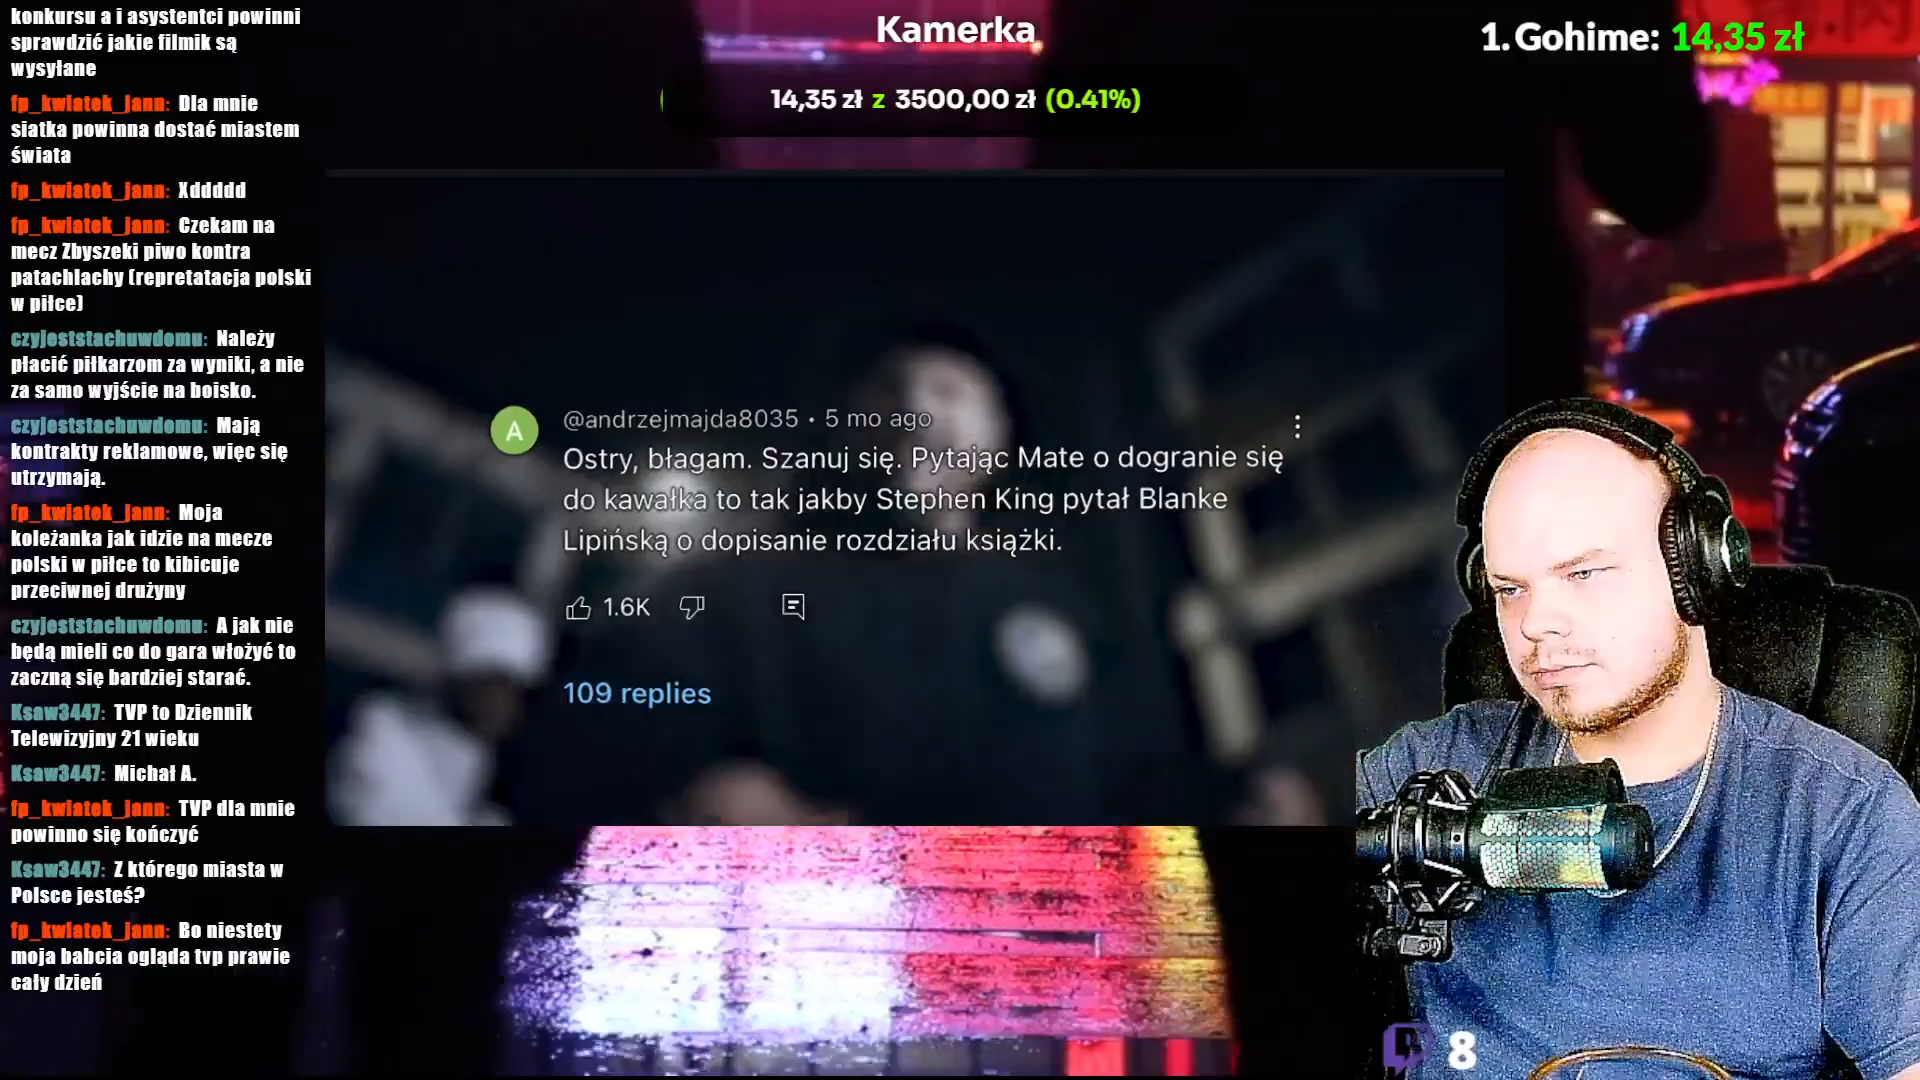 konkursu a i asystentci powinni
sprawdzić jakie filmik są
wysyłane
fp_kwiatek_jann: Dla mnie
siatka powinna dostać miastem
świata
fp_kwiatek_jann: Xddddd
fp_kwiatek_jann: Czekam na
mecz Zbyszeki piwo kontra
patachlachy (repretatacja polski
w piłce)
czyjeststachuwdomu: Należy
płacić piłkarzom za wyniki, a nie
za samo wyjście na boisko.
czyjeststachuwdomu: Mają
kontrakty reklamowe, więc się
utrzymają.
fp_kwiatek_jann: Moja
koleżanka jak idzie na mecze
polski w piłce to kibicuje
przeciwnej drużyny
czyjeststachuwdomu: A jak nie
będą mieli co do gara włożyć to
zaczną się bardziej starać.
Ksaw3447: TVP to Dziennik
Telewizyjny 21 wieku
Ksaw3447: Michał A.
fp_kwiatek_jann: TVP dla mnie
powinno się kończyć
Ksaw3447: Z którego miasta w
Polsce jesteś?
fp_kwiatek_jann: Bo niestety
moja babcia ogląda tvp prawie
cały dzień
Kamerka
14,35 zł z 3500,00 zł (0.41%)
1. Gohime: 14,35 zł
A
@andrzejmajda8035 • 5 mo ago
Ostry, błagam. Szanuj się. Pytając Mate o dogranie się
do kawałka to tak jakby Stephen King pytał Blanke
Lipińską o dopisanie rozdziału książki.
1.6K
109 replies
8